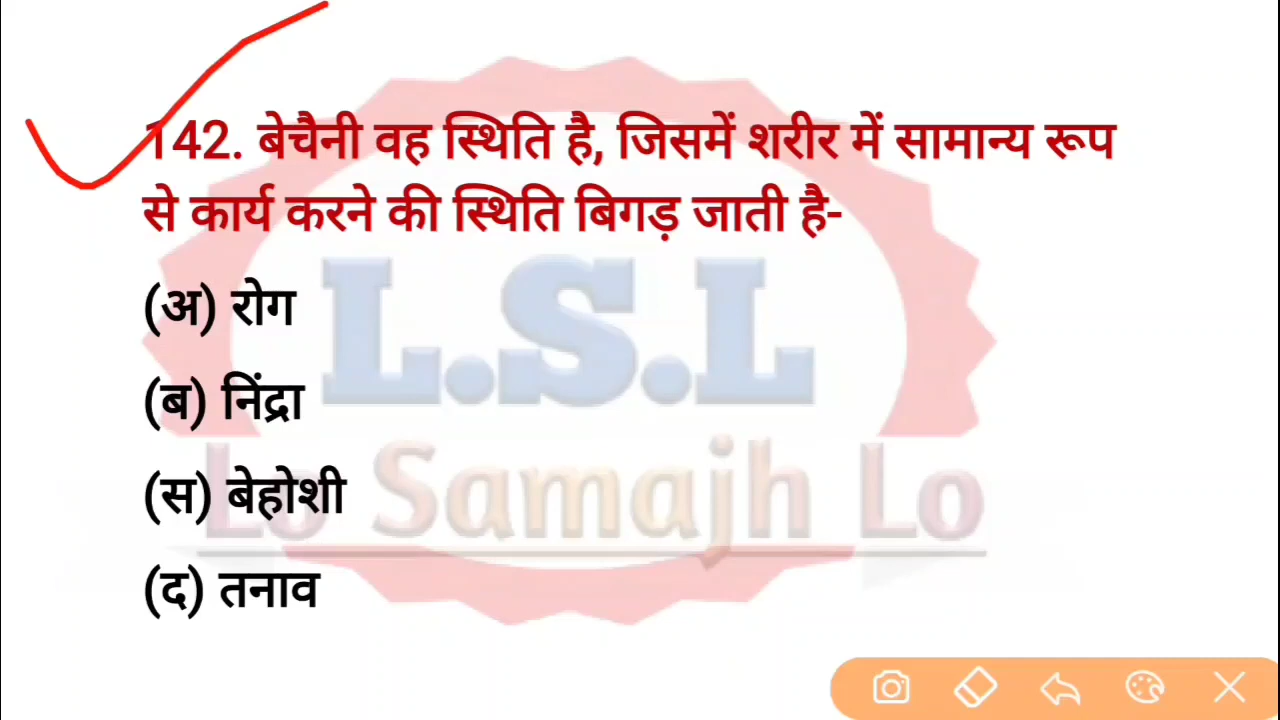 142. बेचैनी वह स्थिति है, जिसमें शरीर में सामान्य रूप
से कार्य करने की स्थिति बिगड़ जाती है-
(अ) रोग
(ब) निंद्रा
(स) बेहोशी
(द) तनाव
L.S.L
Lo Samajh Lo